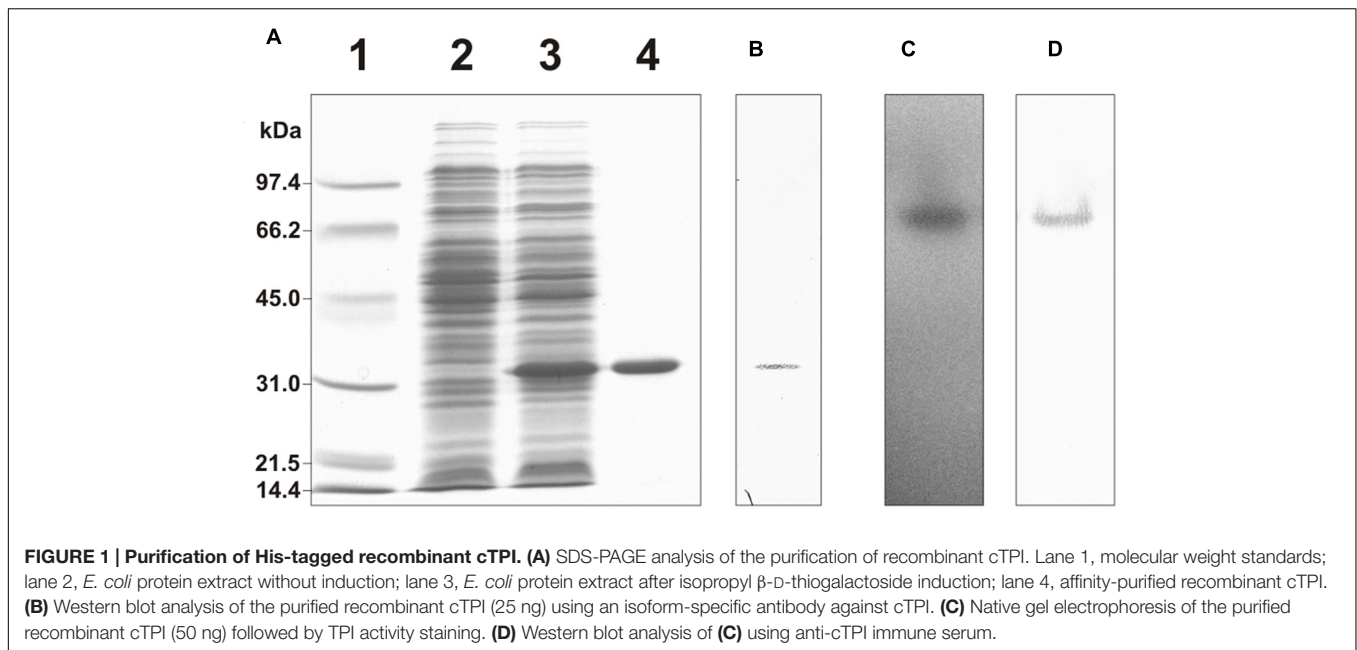 A B C D
1 2 3 4
kDa
97.4
66.2
45.0
31.0
21.5
14.4
FIGURE 1 | Purification of His-tagged recombinant cTPI. (A) SDS-PAGE analysis of the purification of recombinant cTPI. Lane 1, molecular weight standards;
lane 2, E. coli protein extract without induction; lane 3, E. coli protein extract after isopropyl β-D-thiogalactoside induction; lane 4, affinity-purified recombinant cTPI.
(B) Western blot analysis of the purified recombinant cTPI (25 ng) using an isoform-specific antibody against cTPI. (C) Native gel electrophoresis of the purified
recombinant cTPI (50 ng) followed by TPI activity staining. (D) Western blot analysis of (C) using anti-cTPI immune serum.